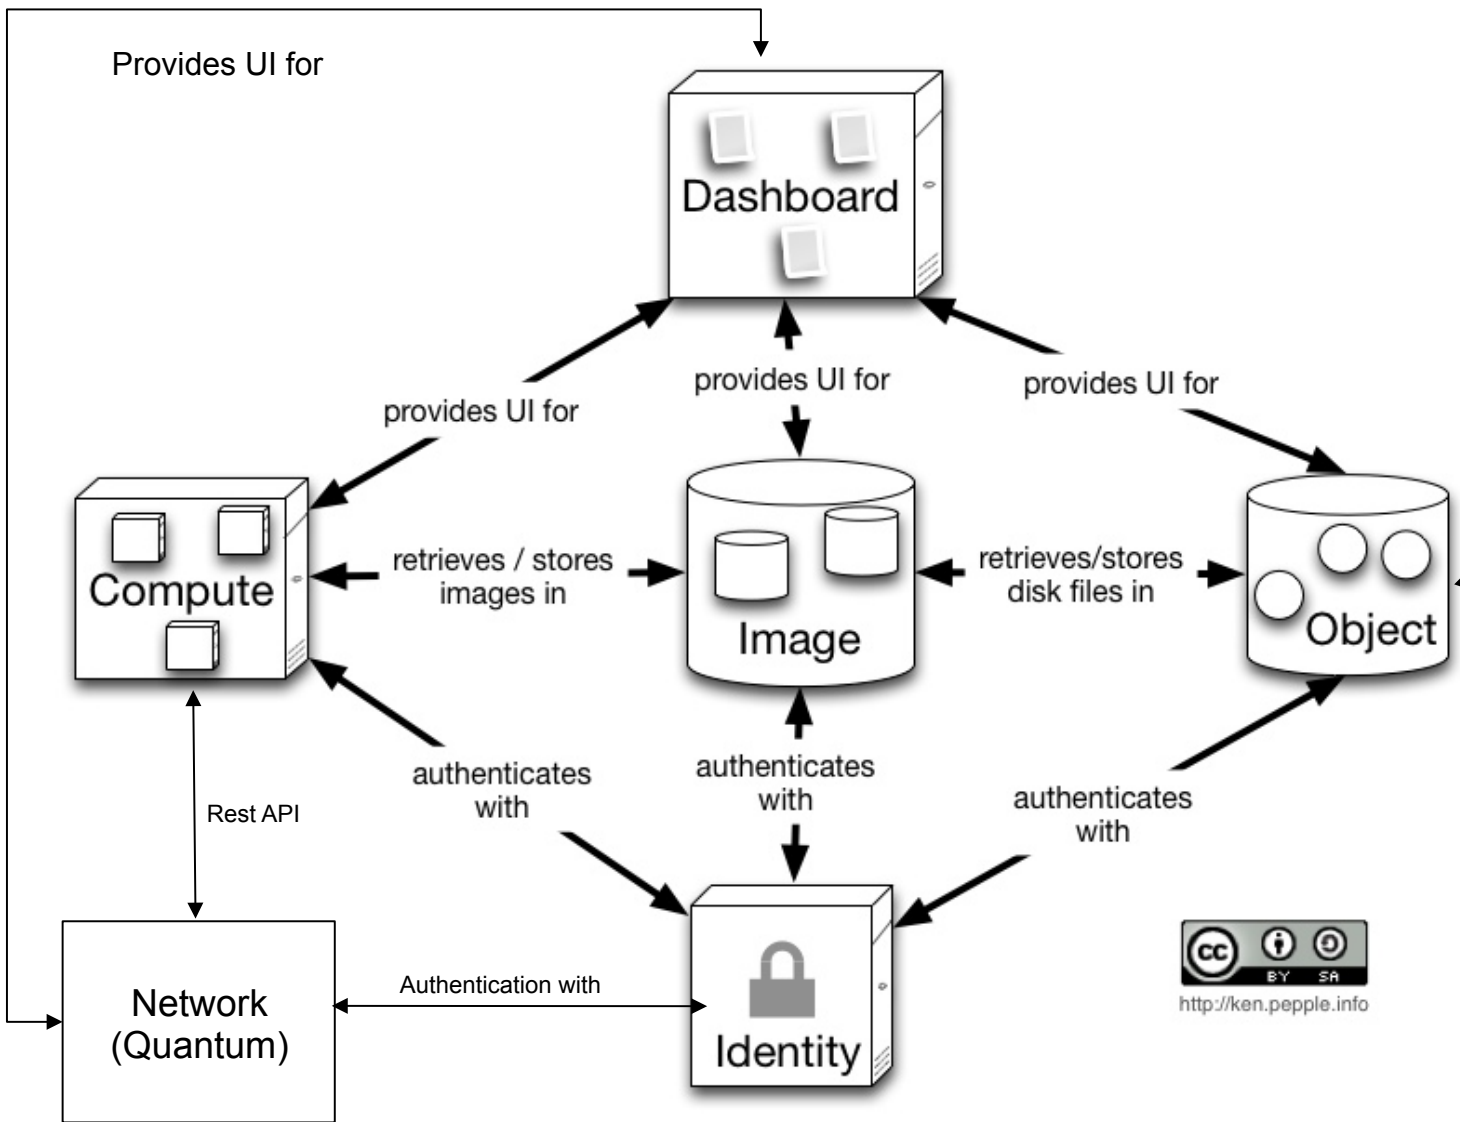 Provides UI for
Dashboard
provides UI for
provides UI for
provides UI for
Compute
retrieves / stores
images in
Image
retrieves/stores
disk files in
Object
authenticates
with
authenticates
with
authenticates
with
Rest API
Network
(Quantum)
Authentication with
Identity
cc
BY SA
http://ken.pepple.info